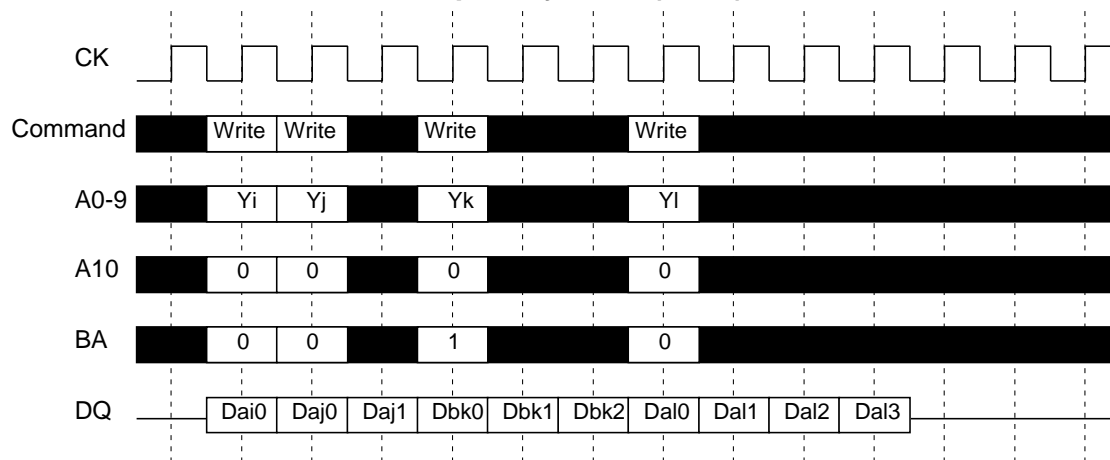 CK
Command Write Write Write Write
A0-9 Yi Yj Yk Yl
A10 0 0 0 0
BA 0 0 1 0
DQ Dai0 Daj0 Daj1 Dbk0 Dbk1 Dbk2 Dal0 Dal1 Dal2 Dal3